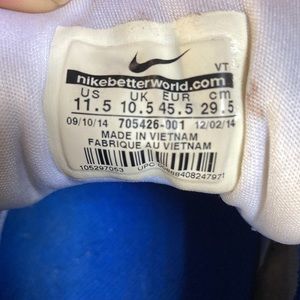 VT
nikebetterworld.com
US UK EUR cm
11.5 10.5 45.5 29.5
09/10/14 705426-001 12/02/14
MADE IN VIETNAM
FABRIQUE AU VIETNAM
105297053